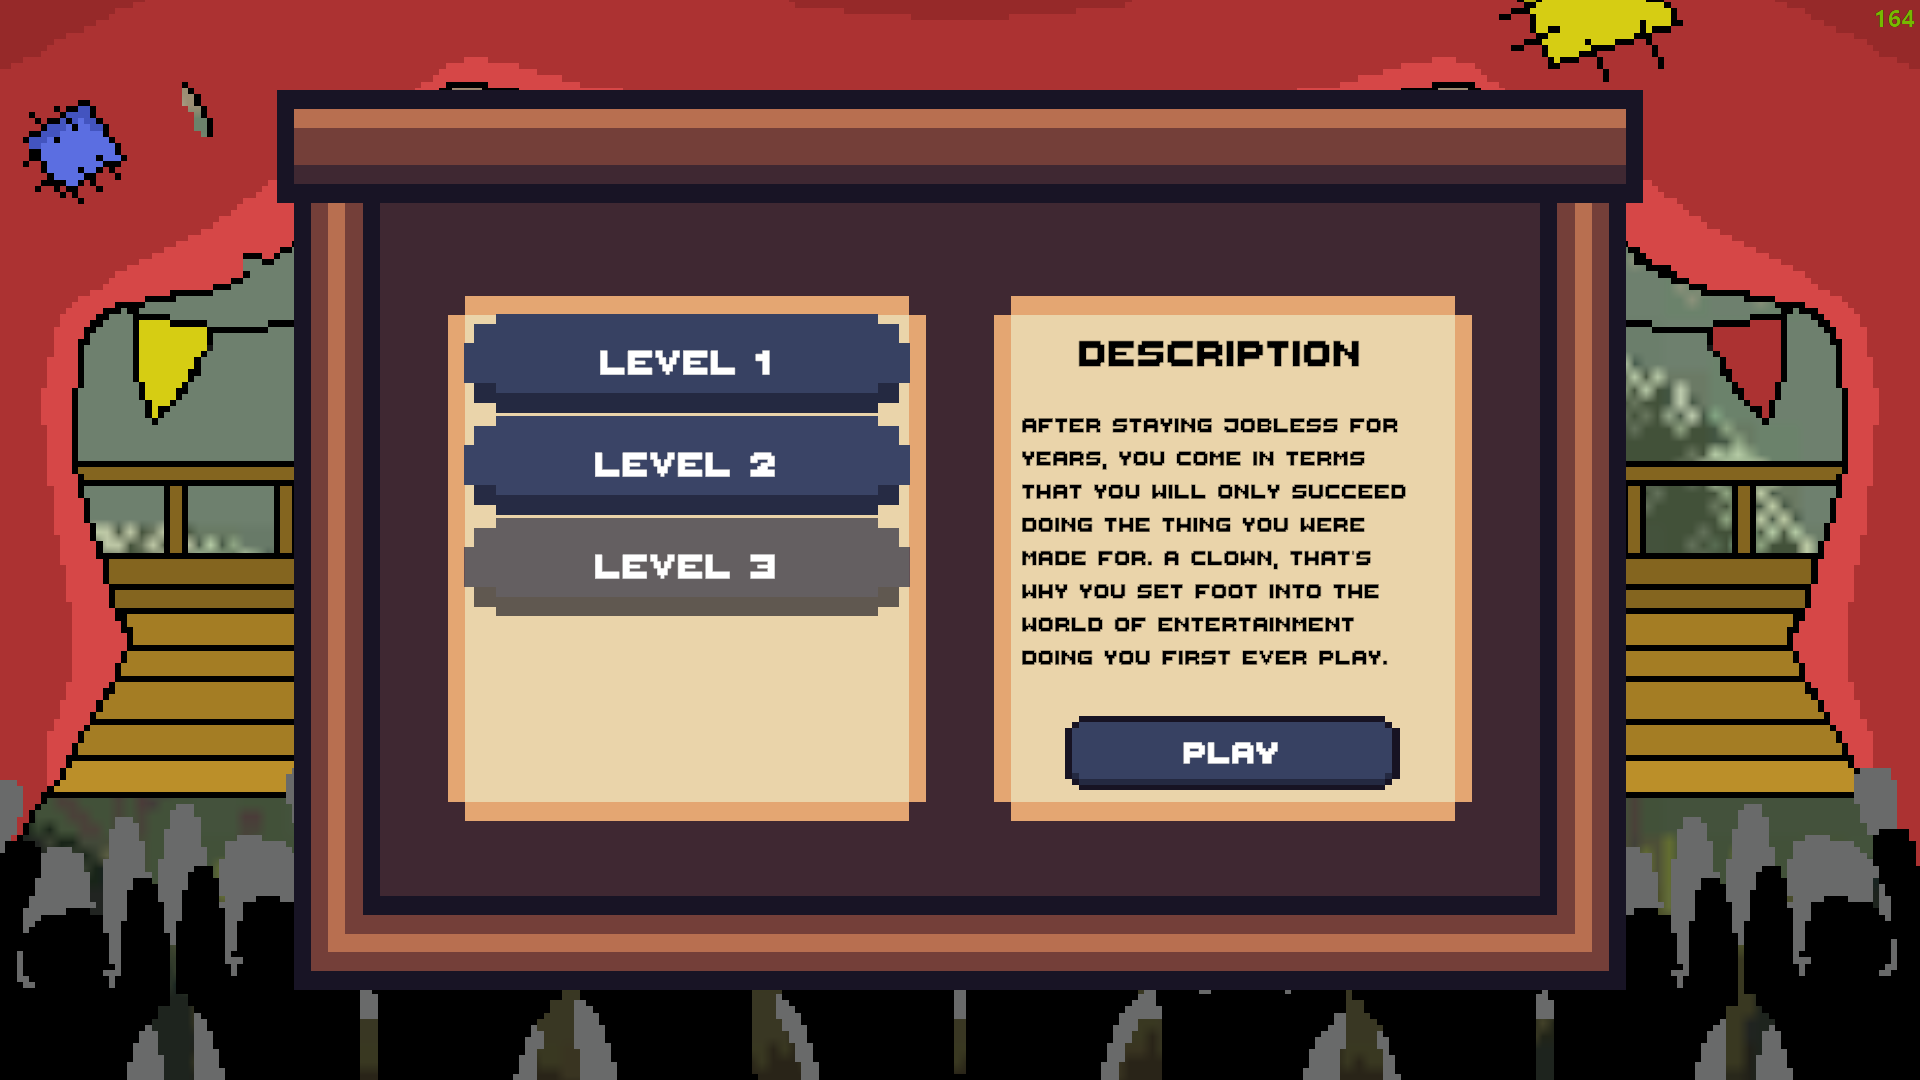 164
LEVEL 1
LEVEL 2
LEVEL 3
DESCRIPTION
AFTER STAYING JOBLESS FOR
YEARS, YOU COME IN TERMS
THAT YOU WILL ONLY SUCCEED
DOING THE THING YOU WERE
MADE FOR. A CLOWN, THAT'S
WHY YOU SET FOOT INTO THE
WORLD OF ENTERTAINMENT
DOING YOU FIRST EVER PLAY.
PLAY